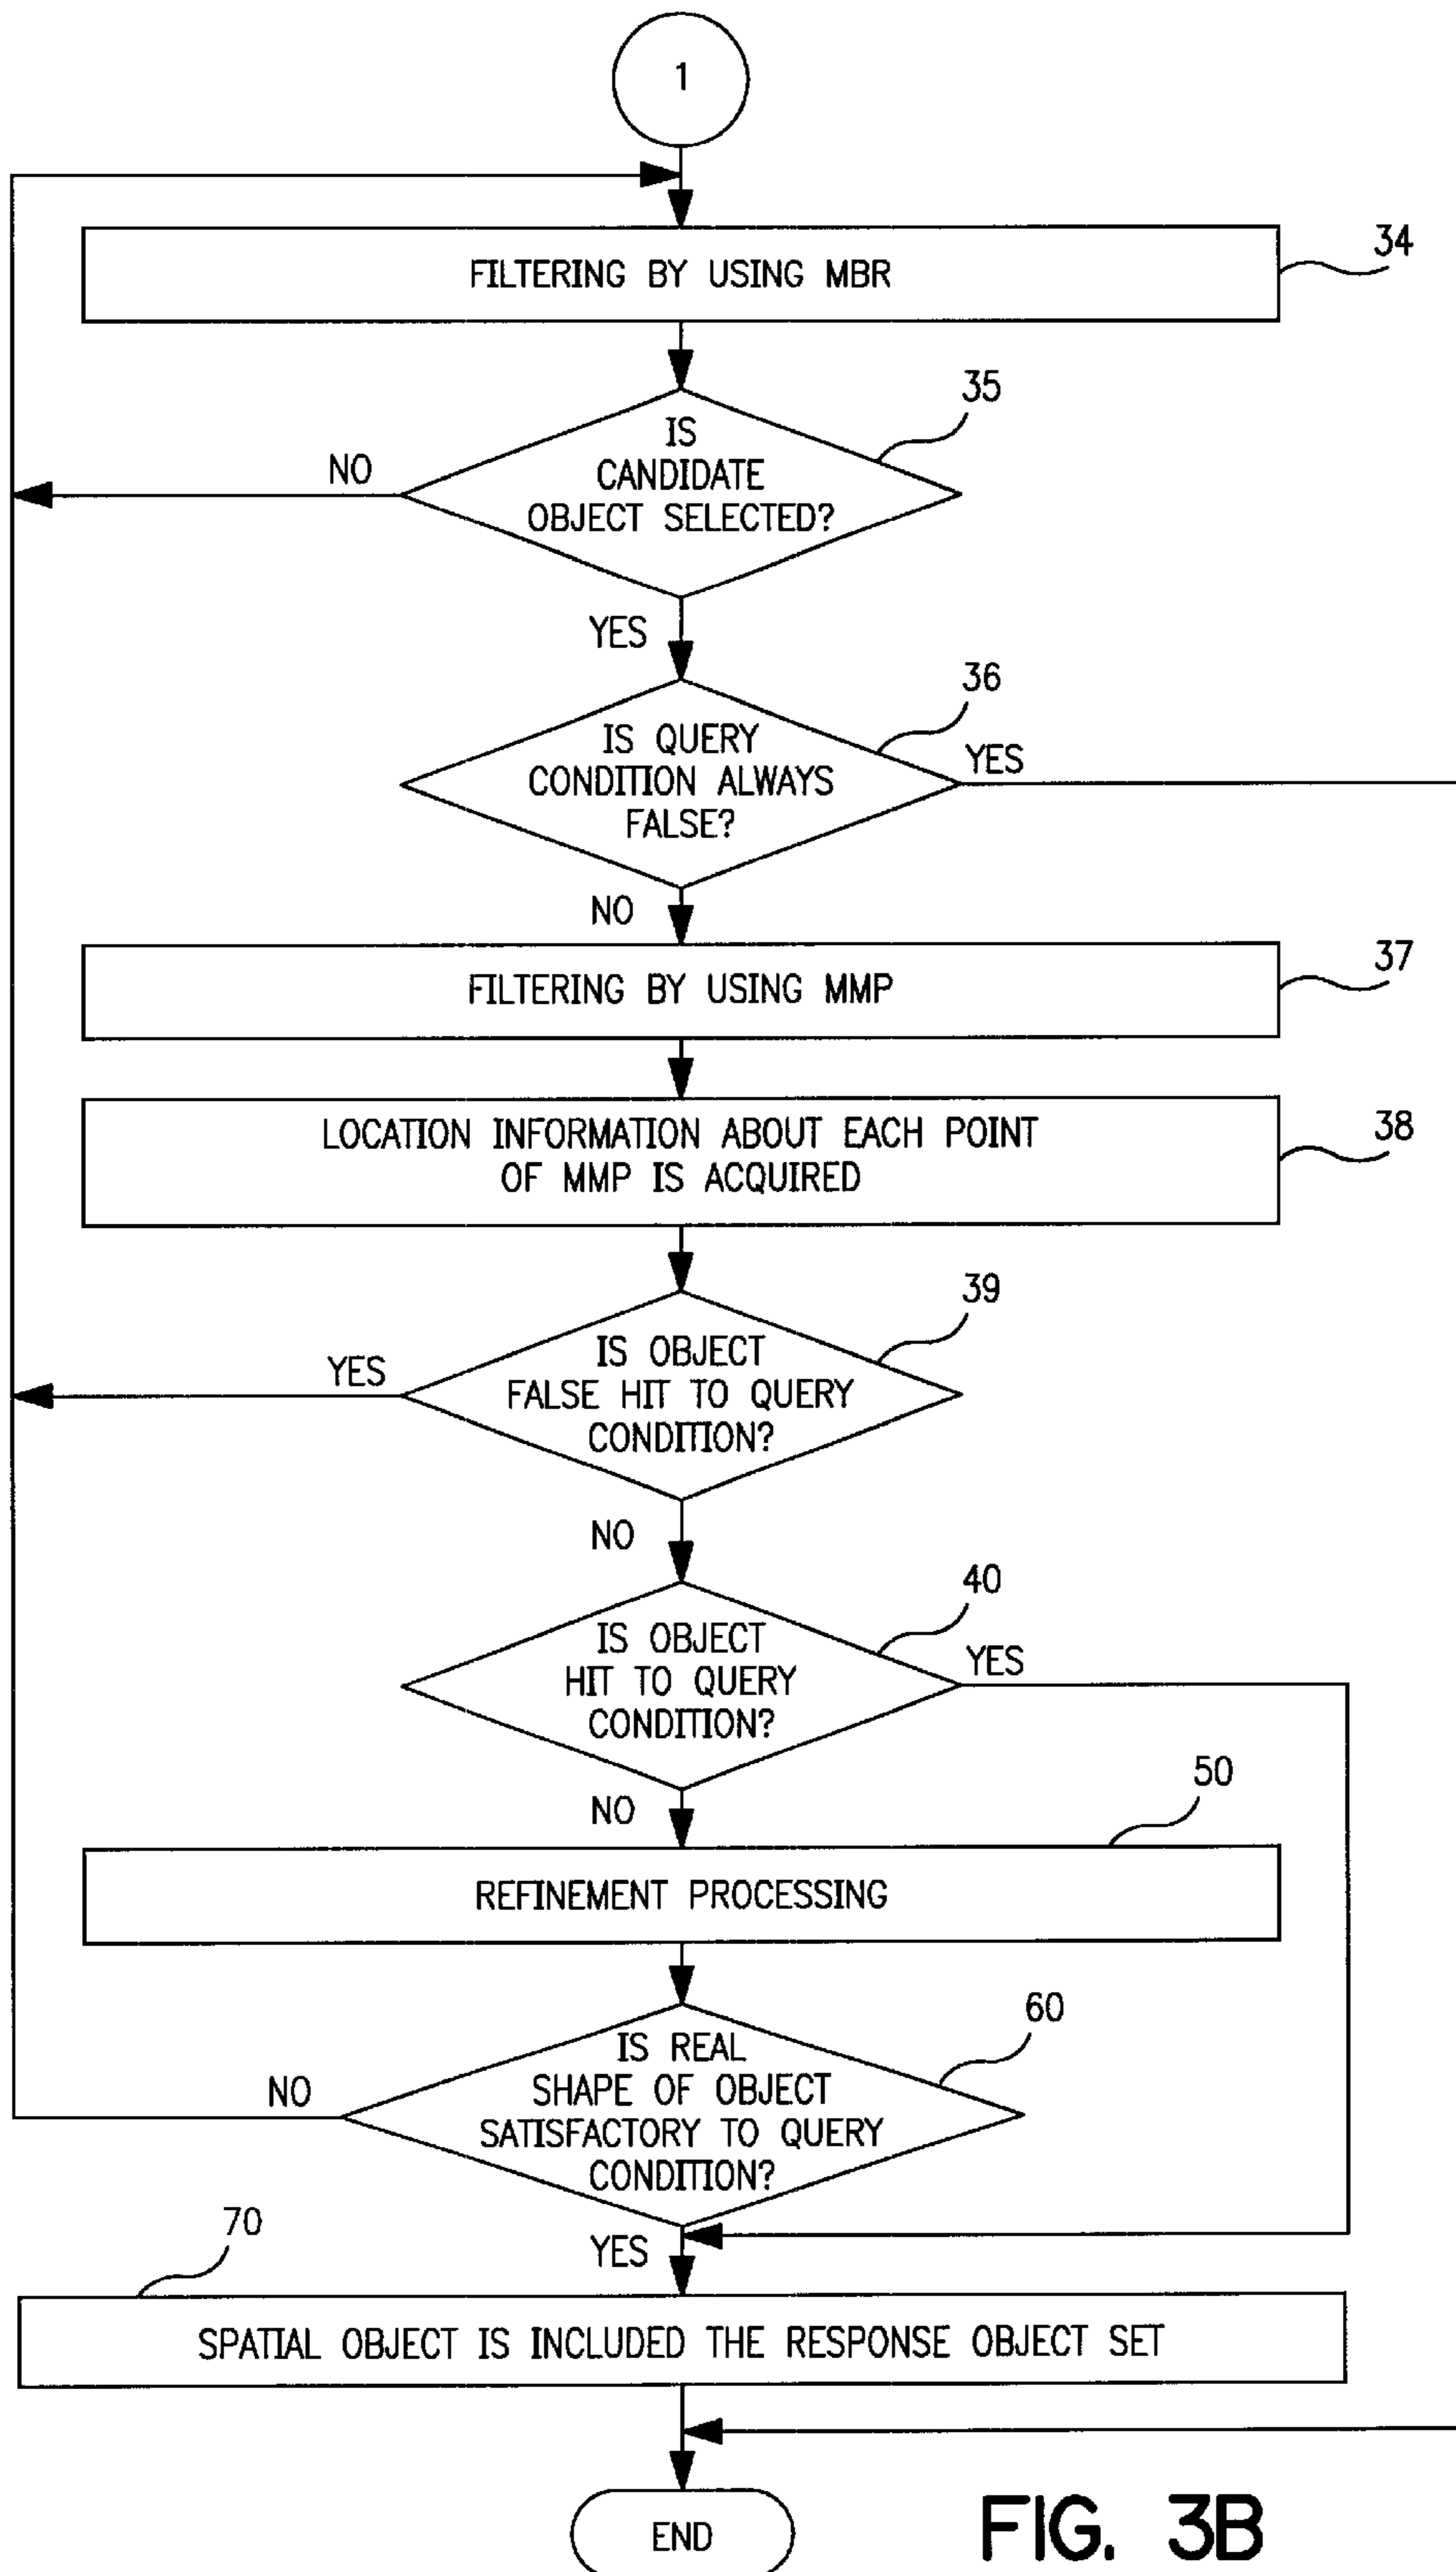 1
FILTERING BY USING MBR
34
35
IS
CANDIDATE
OBJECT SELECTED?
NO
YES
36
IS QUERY
CONDITION ALWAYS
FALSE?
YES
NO
FILTERING BY USING MMP
37
LOCATION INFORMATION ABOUT EACH POINT
OF MMP IS ACQUIRED
38
39
IS OBJECT
FALSE HIT TO QUERY
CONDITION?
YES
NO
40
IS OBJECT
HIT TO QUERY
CONDITION?
YES
NO
50
REFINEMENT PROCESSING
60
IS REAL
SHAPE OF OBJECT
SATISFACTORY TO QUERY
CONDITION?
NO
YES
70
SPATIAL OBJECT IS INCLUDED THE RESPONSE OBJECT SET
END
FIG. 3B